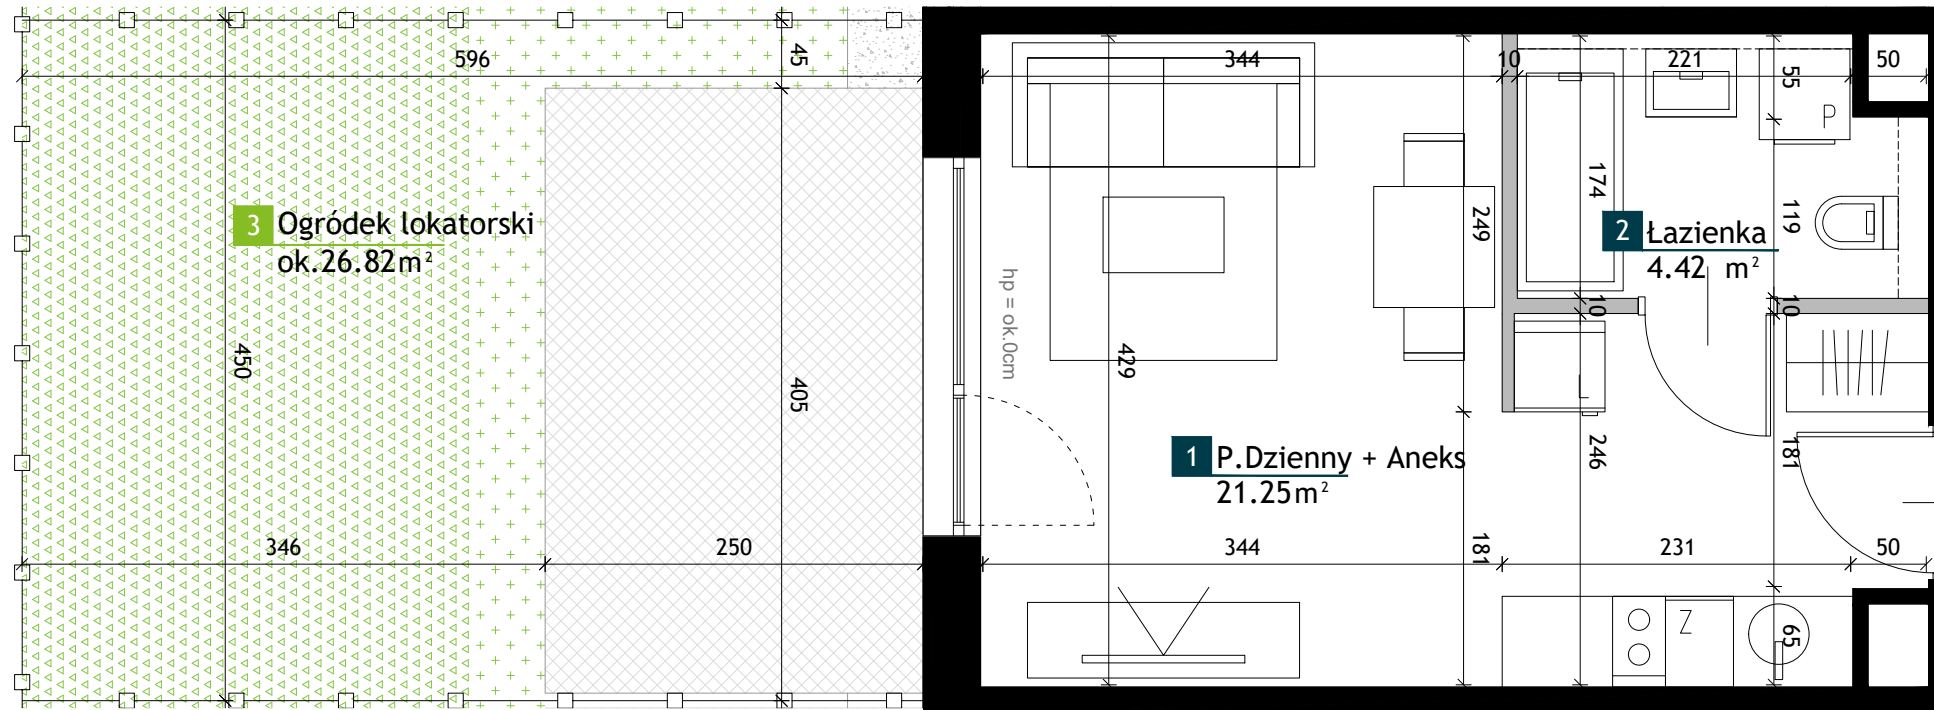 596
45
344
10
221
50
55
P
174
119
249
3 Ogródek lokatorski
ok.26.82m²
2 Łazienka
4.42 m²
hp = ok.0cm
10
10
450
429
405
L
246
181
1 P.Dzienny + Aneks
21.25m²
346
250
344
181
231
50
Z
65